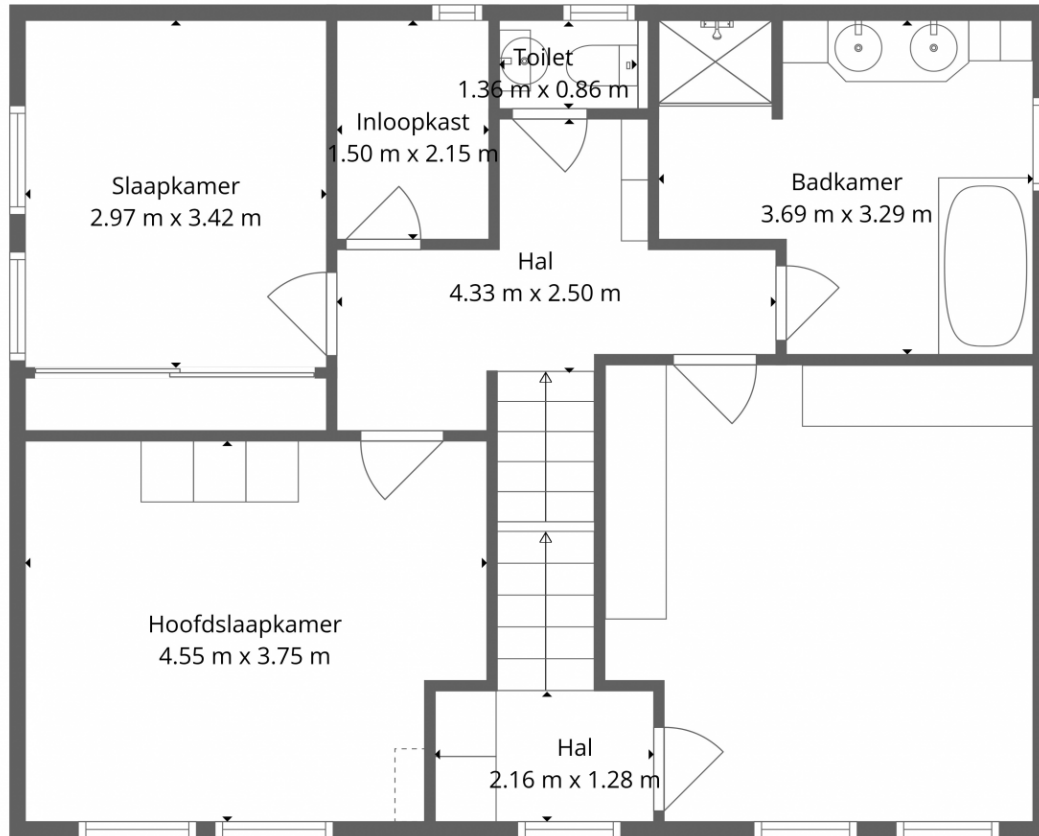 Toilet
1.36 m x 0.86 m
Inloopkast
1.50 m x 2.15 m
Slaapkamer
2.97 m x 3.42 m
Badkamer
3.69 m x 3.29 m
Hal
4.33 m x 2.50 m
Hoofdslaapkamer
4.55 m x 3.75 m
Hal
2.16 m x 1.28 m